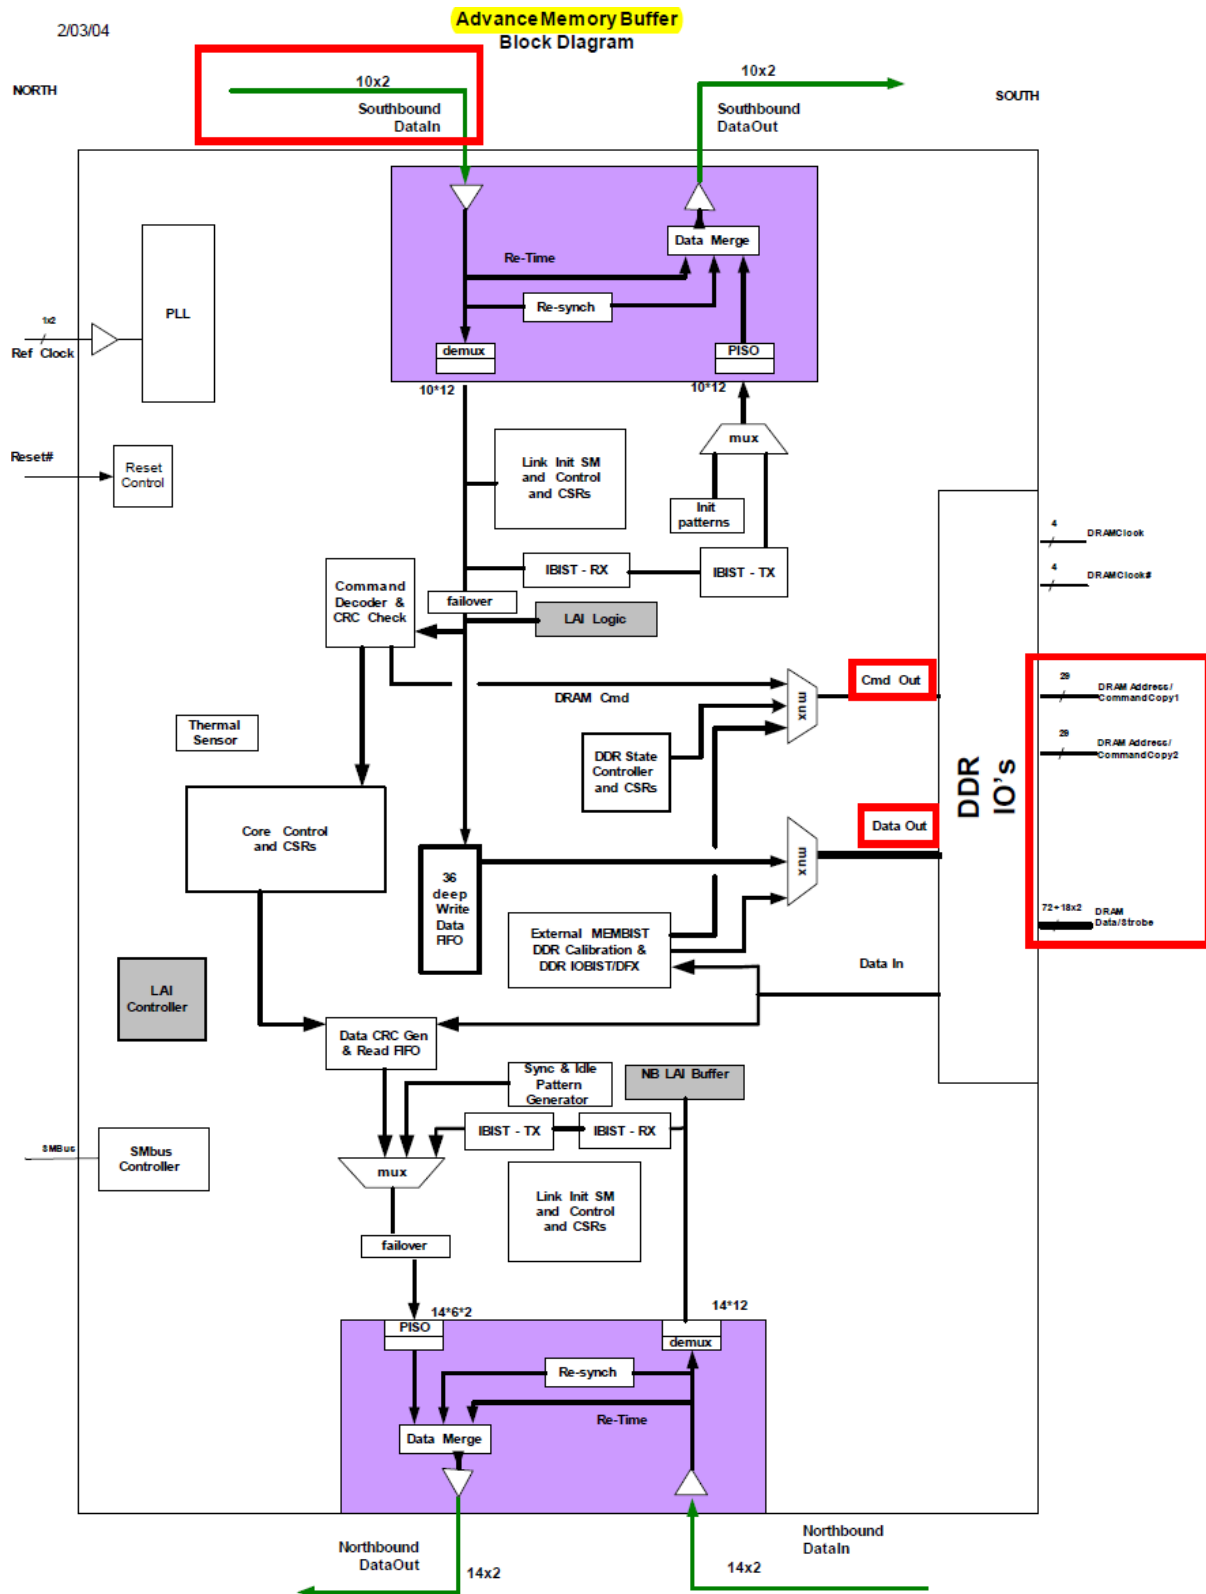 2/03/04
Advance Memory Buffer
Block DIagram
NORTH
10x2
Southbound
DataIn
10x2
Southbound
DataOut
SOUTH
Data Merge
Re-Time
Re-synch
PLL
1x2
Ref Clock
demux
PISO
10*12
10*12
mux
Reset#
Reset
Control
Link Init SM
and Control
and CSRs
Init
patterns
4
DRAMClook
4
DRAMClook#
IBIST - RX
IBIST - TX
Command
Decoder &
CRC Check
failover
LAI Logic
Cmd Out
29
DRAM Address/
CommandCopy1
DRAM Cmd
mux
Thermal
Sensor
DDR State
Controller
and CSRs
29
DRAM Address/
CommandCopy2
DDR
IO's
Core Control
and CSRs
Data Out
mux
36
deep
Write
Data
FIFO
External MEMBIST
DDR Calibration &
DDR IOBIST/DFX
72+18x2
DRAM
Data/Strobe
Data In
LAI
Controller
Data CRC Gen
& Read FIFO
Sync & Idle
Pattern
Generator
NB LAI Buffer
IBIST - TX
IBIST - RX
SMBus
SMbus
Controller
mux
Link Init SM
and Control
and CSRs
failover
14*6*2
14*12
PISO
demux
Re-synch
Re-Time
Data Merge
Northbound
DataOut
14x2
Northbound
DataIn
14x2